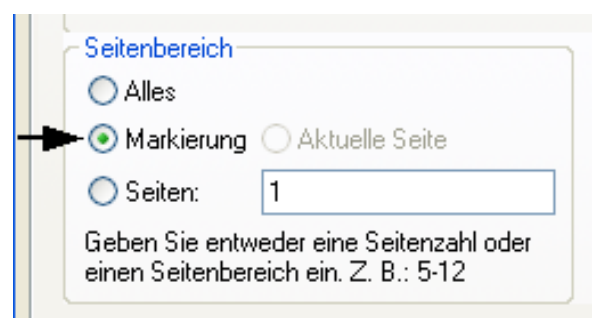 Seitenbereich
Alles
Markierung Aktuelle Seite
Seiten: 1
Geben Sie entweder eine Seitenzahl oder
einen Seitenbereich ein. Z. B.: 5-12